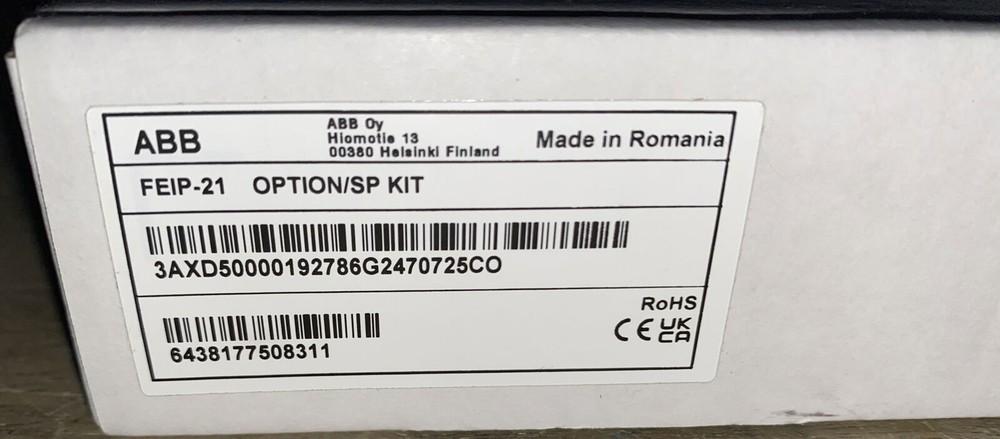 ABB
ABB Oy
Hiomotie 13
00380 Helsinki Finland
Made in Romania
FEIP-21 OPTION/SP KIT
3AXD50000192786G2470725CO
6438177508311
RoHS
CE UK CA